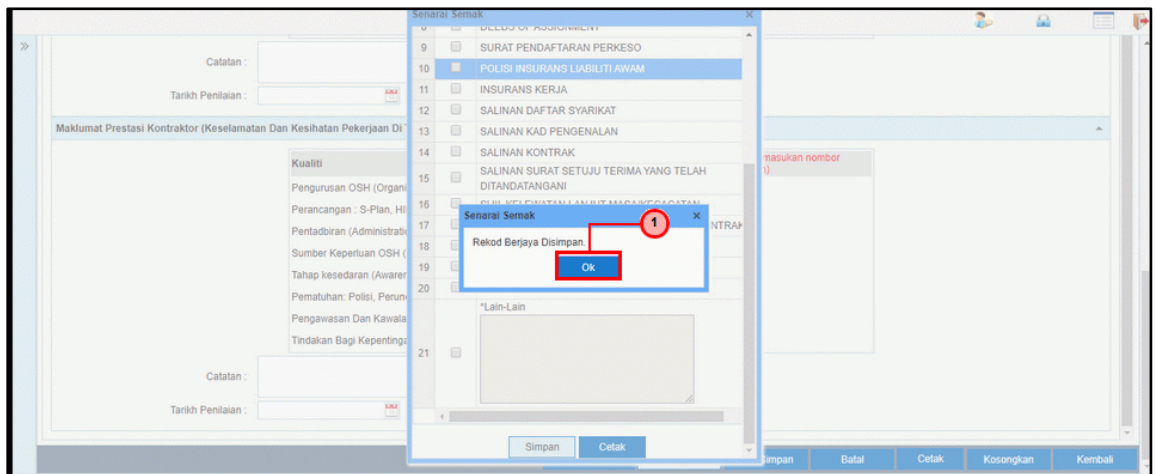 Senarai Semak
DEEDS OF ASSIGNMENT
9 SURAT PENDAFTARAN PERKESO
Catatan :
10 POLISI INSURANS LIABILITI AWAM
Tarikh Penilaian :
11 INSURANS KERJA
12 SALINAN DAFTAR SYARIKAT
Maklumat Prestasi Kontraktor (Keselamatan Dan Kesihatan Pekerjaan Di
13 SALINAN KAD PENGENALAN
14 SALINAN KONTRAK
masukan nombor
Kualiti
15 SALINAN SURAT SETUJU TERIMA YANG TELAH
DITANDATANGANI
Pengurusan OSH (Organi
16
Perancangan : S-Plan, HI
Senarai Semak
1
17
NTRAK
Pentadbiran (Administrati
Rekod Berjaya Disimpan.
18
Sumber Keperluan OSH (
Ok
19
Tahap kesedaran (Awarer
20
Pematuhan: Polisi, Perun
*Lain-Lain
Pengawasan Dan Kawala
Tindakan Bagi Kepentinga
21
Catatan :
Tarikh Penilaian :
Simpan Cetak
Simpan Batal Cetak Kosongkan Kembali